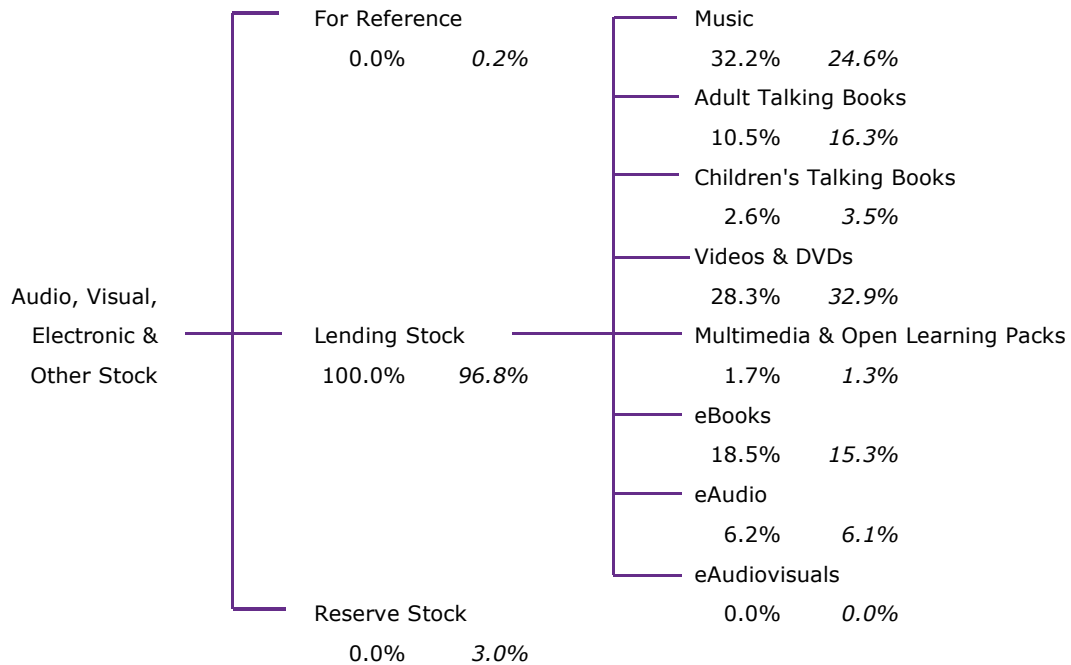 Audio, Visual,
Electronic &
Other Stock
For Reference
0.0% 0.2%
Lending Stock
100.0% 96.8%
Reserve Stock
0.0% 3.0%
Music
32.2% 24.6%
Adult Talking Books
10.5% 16.3%
Children's Talking Books
2.6% 3.5%
Videos & DVDs
28.3% 32.9%
Multimedia & Open Learning Packs
1.7% 1.3%
eBooks
18.5% 15.3%
eAudio
6.2% 6.1%
eAudiovisuals
0.0% 0.0%